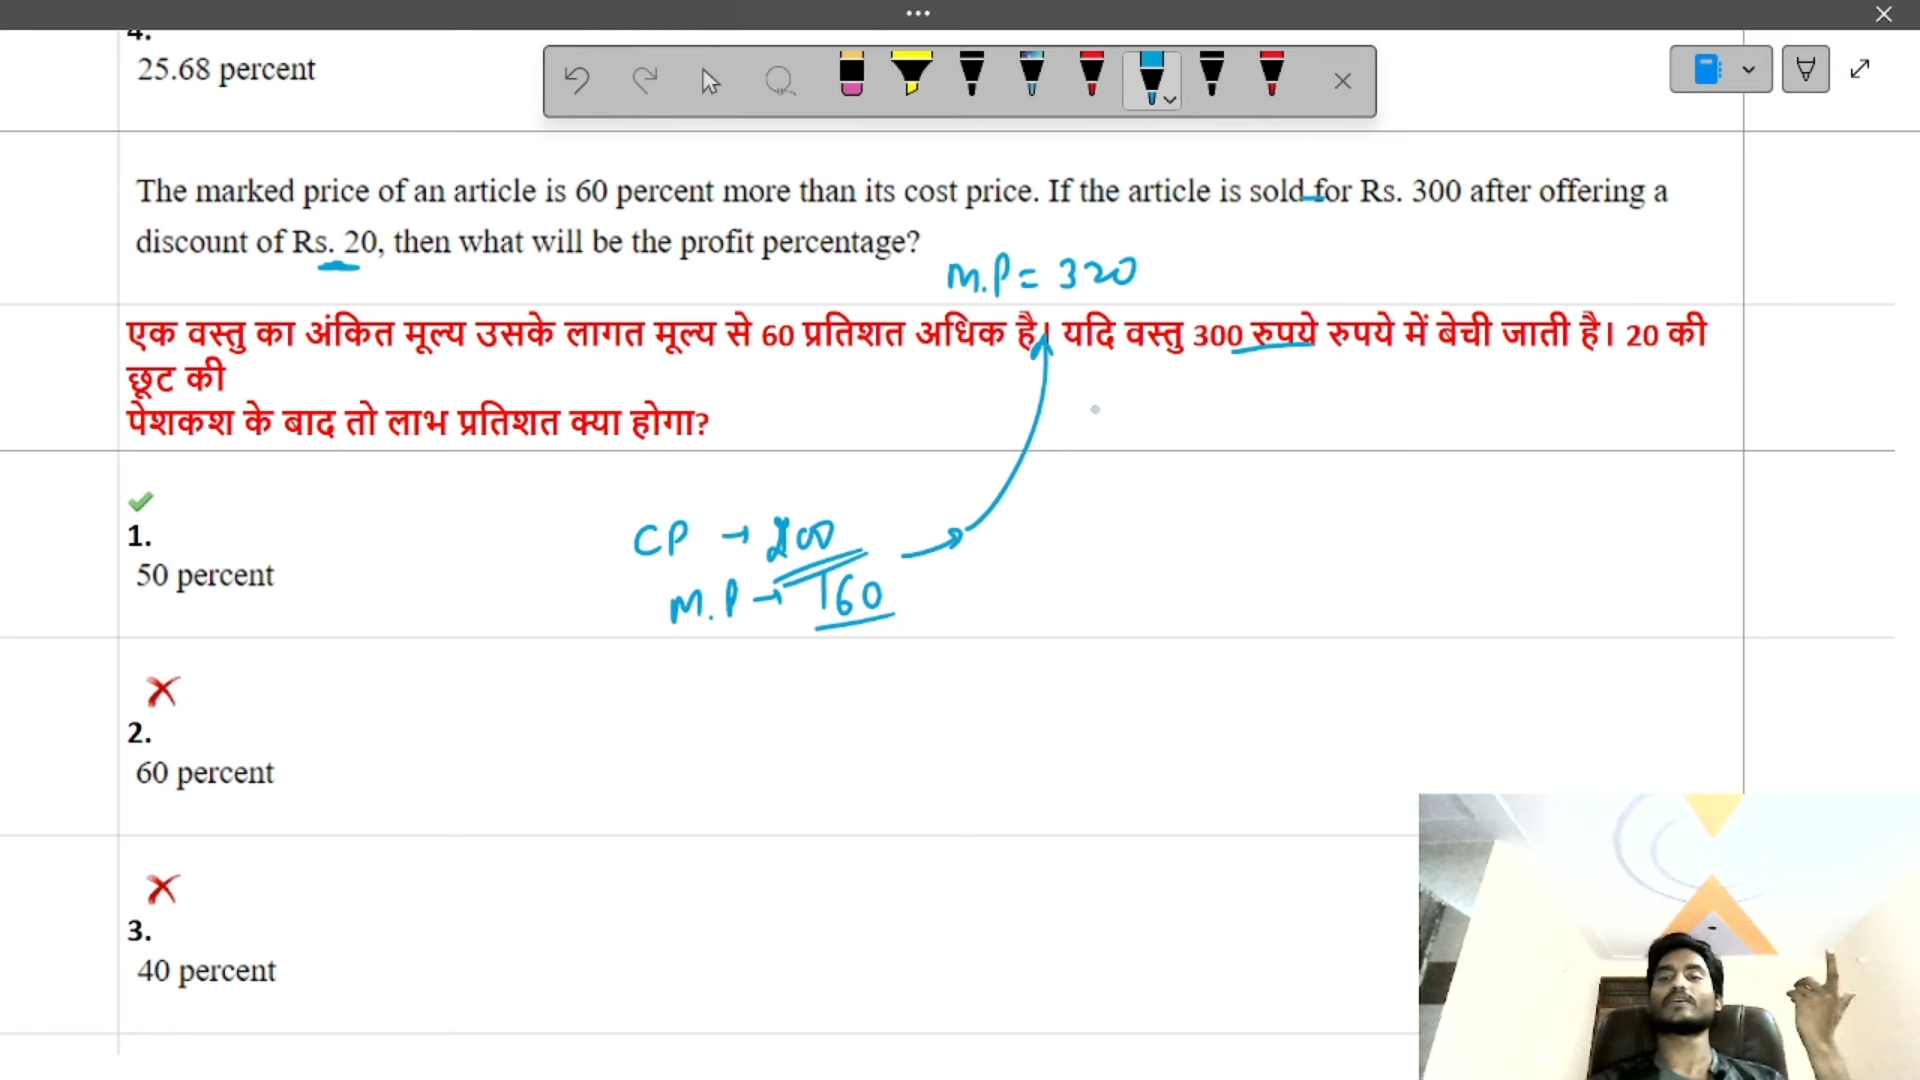 4.
25.68 percent
The marked price of an article is 60 percent more than its cost price. If the article is sold for Rs. 300 after offering a
discount of Rs. 20, then what will be the profit percentage?
M.P = 320
एक वस्तु का अंकित मूल्य उसके लागत मूल्य से 60 प्रतिशत अधिक है। यदि वस्तु 300 रुपये रुपये में बेची जाती है। 20 की
छूट की
पेशकश के बाद तो लाभ प्रतिशत क्या होगा?
1.
CP → 100
50 percent
M.P → 160
2.
60 percent
3.
40 percent